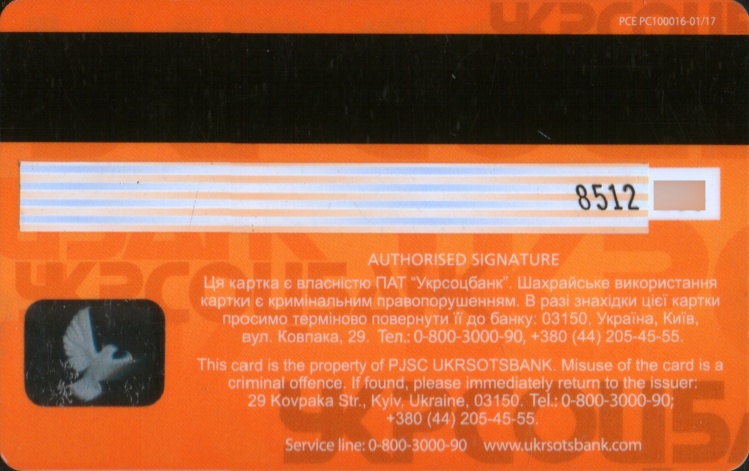 PCE PC100016-01/17
8512
AUTHORISED SIGNATURE
Ця картка є власністю ПАТ “Укрсоцбанк”. Шахрайське використання
картки є кримінальним правопорушенням. В разі знахідки цієї картки
просимо терміново повернути її до банку: 03150, Україна, Київ,
вул. Ковпака, 29. Тел.: 0-800-3000-90, +380 (44) 205-45-55.
This card is the property of PJSC UKRSOTSBANK. Misuse of the card is a
criminal offence. If found, please immediately return to the issuer:
29 Kovpaka Str., Kyiv, Ukraine, 03150. Tel.: 0-800-3000-90;
+380 (44) 205-45-55.
Service line: 0-800-3000-90 www.ukrsotsbank.com